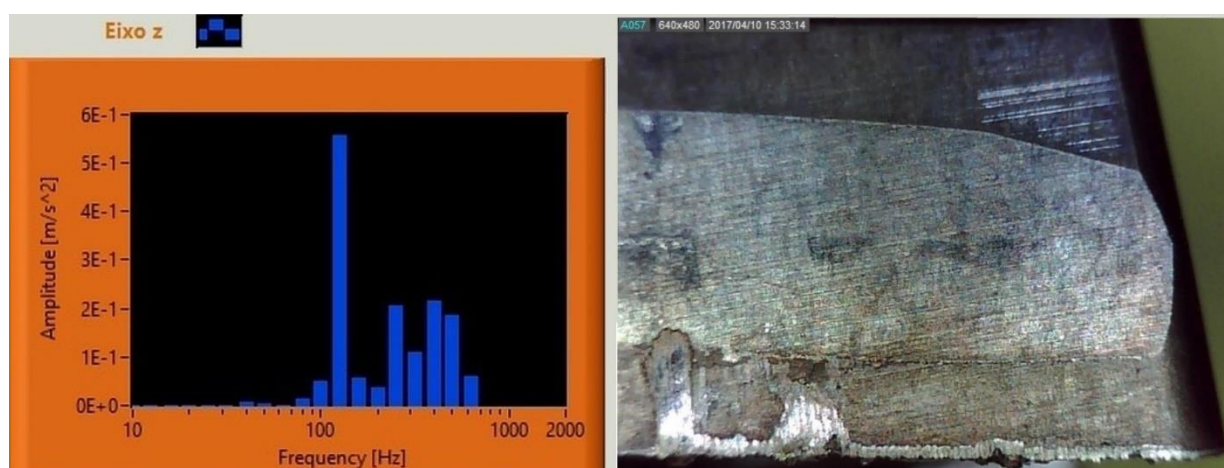 Eixo z
Amplitude [m/s^2]
6E-1
5E-1
4E-1
3E-1
2E-1
1E-1
0E+0
10
100
1000
2000
Frequency [Hz]
A057 640x480 2017/04/10 15:33:14